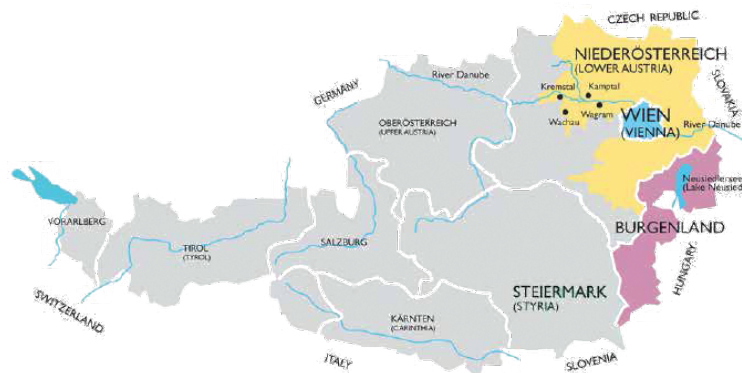 CZECH REPUBLIC
NIEDERÖSTERREICH
(LOWER AUSTRIA)
SLOVAKIA
GERMANY
River Danube
Kremstal
Kamptal
WIEN
(VIENNA)
River Danube
Wachau
Wagram
OBERÖSTERREICH
(UPPER AUSTRIA)
Neusiedlersee
(Lake Neusied
VORARLBERG
BURGENLAND
TIROL
(TYROL)
SALZBURG
HUNGARY
SWITZERLAND
STEIERMARK
(STYRIA)
KÄRNTEN
(CARINTHIA)
ITALY
SLOVENIA